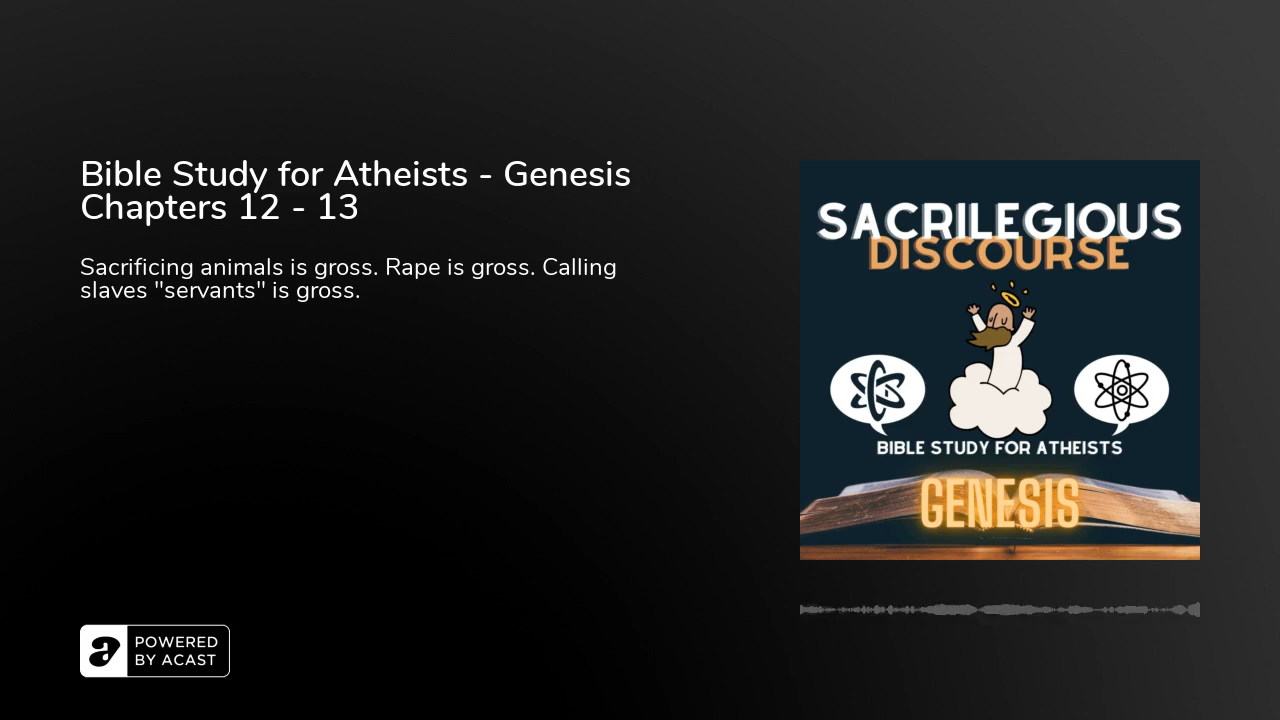 Bible Study for Atheists - Genesis
Chapters 12 - 13
Sacrificing animals is gross. Rape is gross. Calling
slaves "servants" is gross.
SACRILEGIOUS
DISCOURSE
BIBLE STUDY FOR ATHEISTS
GENESIS
POWERED
BY ACAST